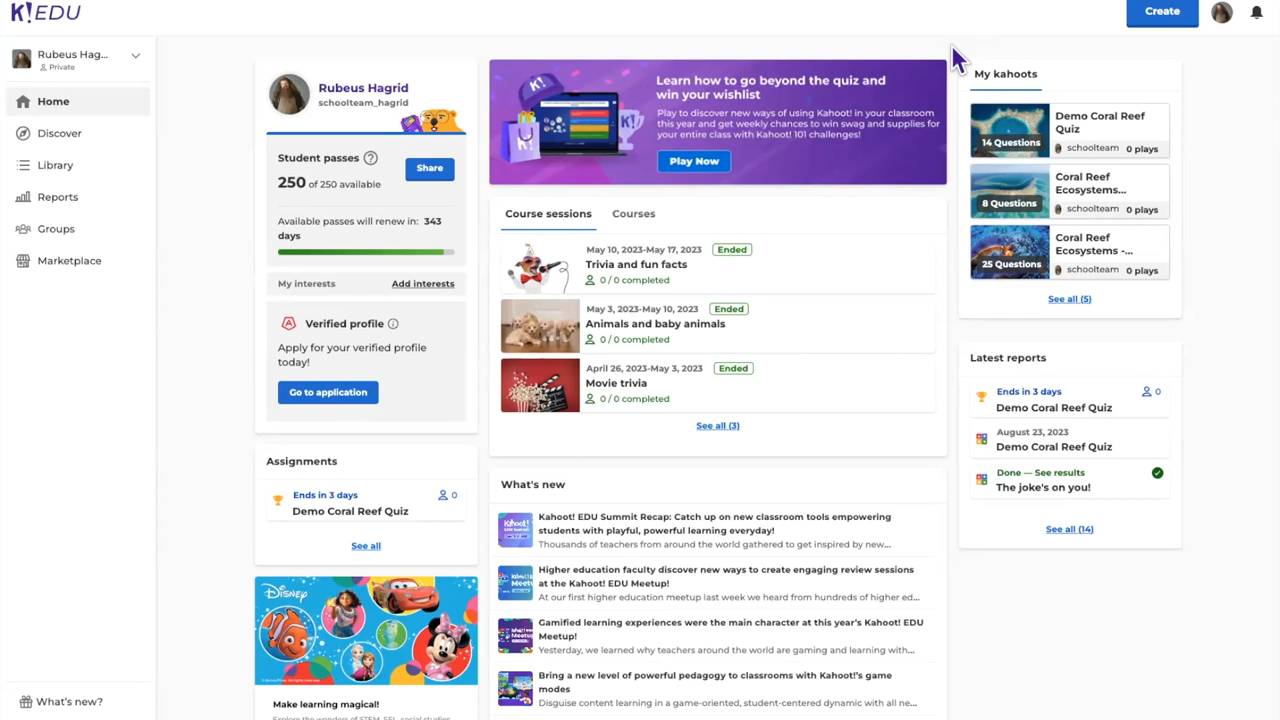 K!EDU
Create
Rubeus Hag...
Private
Home
Discover
Library
Reports
Groups
Marketplace
What's new?
Rubeus Hagrid
schoolteam_hagrid
Student passes ?
250 of 250 available
Share
Available passes will renew in: 343
days
My interests
Add interests
Verified profile
Apply for your verified profile
today!
Go to application
Assignments
Ends in 3 days
0
Demo Coral Reef Quiz
See all
Disney
Make learning magical!
Explore the wonders of STEM, SEL, social studies
Learn how to go beyond the quiz and
win your wishlist
Play to discover new ways of using Kahoot! in your classroom
this year and get weekly chances to win swag and supplies for
your entire class with Kahoot! 101 challenges!
Play Now
Course sessions
Courses
May 10, 2023-May 17, 2023 Ended
Trivia and fun facts
0 / 0 completed
May 3, 2023-May 10, 2023 Ended
Animals and baby animals
0 / 0 completed
April 26, 2023-May 3, 2023 Ended
Movie trivia
0 / 0 completed
See all (3)
What's new
Kahoot! EDU Summit Recap: Catch up on new classroom tools empowering
students with playful, powerful learning everyday!
Thousands of teachers from around the world gathered to get inspired by new...
Higher education faculty discover new ways to create engaging review sessions
at the Kahoot! EDU Meetup!
At our first higher education meetup last week we heard from hundreds of higher ed...
Gamified learning experiences were the main character at this year's Kahoot! EDU
Meetup!
Yesterday, we learned why teachers around the world are gaming and learning with...
Bring a new level of powerful pedagogy to classrooms with Kahoot!'s game
modes
Disguise content learning in a game-oriented, student-centered dynamic with all ne...
My kahoots
Demo Coral Reef
Quiz
14 Questions
schoolteam 0 plays
Coral Reef
Ecosystems...
8 Questions
schoolteam 0 plays
Coral Reef
Ecosystems -...
25 Questions
schoolteam 0 plays
See all (5)
Latest reports
Ends in 3 days
0
Demo Coral Reef Quiz
August 23, 2023
Demo Coral Reef Quiz
Done — See results
The joke's on you!
See all (14)